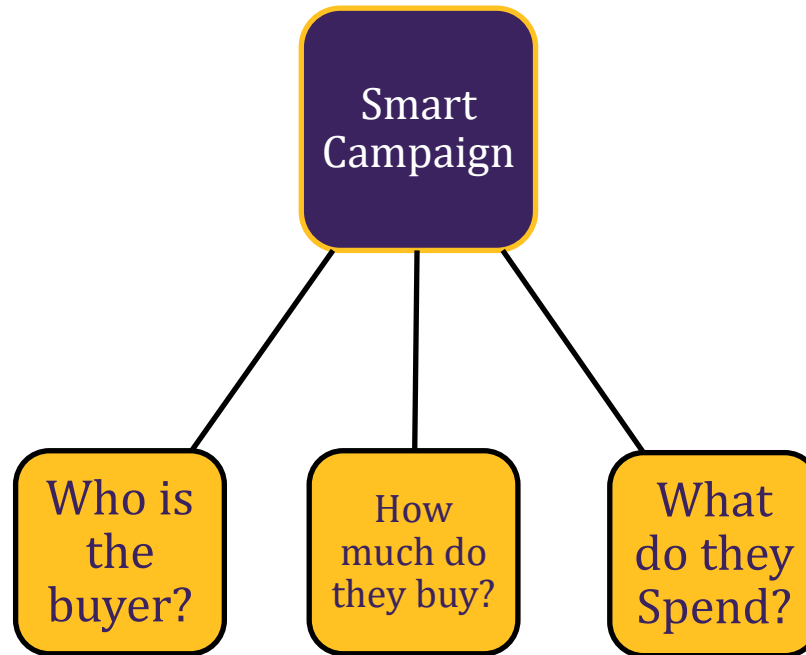 Smart
Campaign
Who is
the
buyer?
How
much do
they buy?
What
do they
Spend?